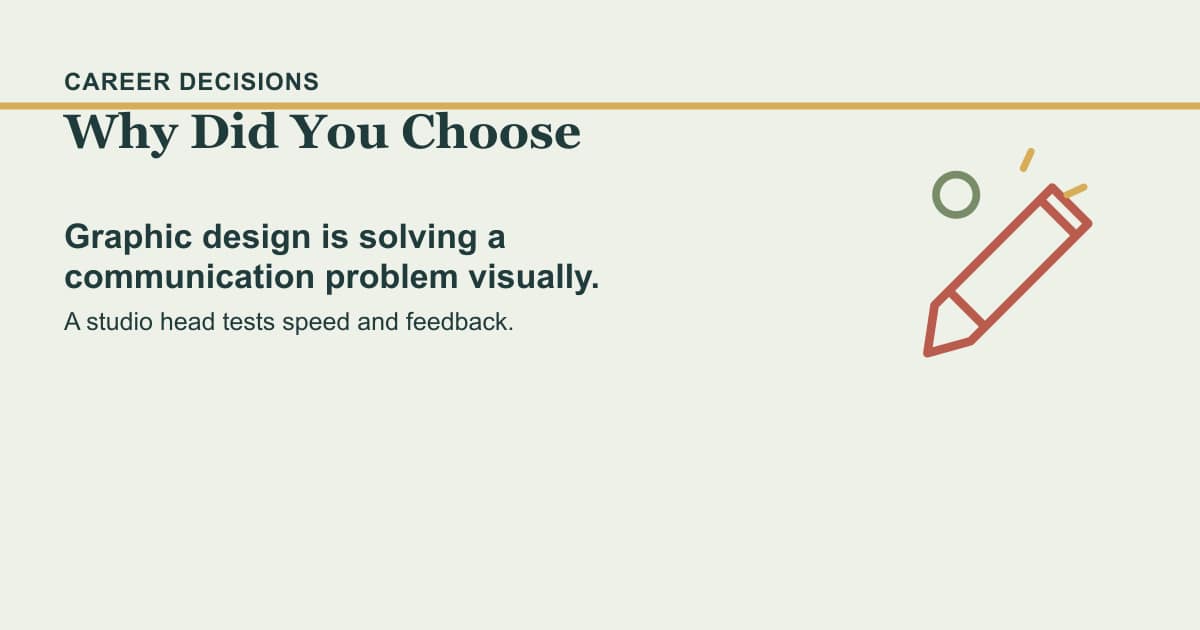 CAREER DECISIONS
Why Did You Choose
Graphic design is solving a
communication problem visually.
A studio head tests speed and feedback.